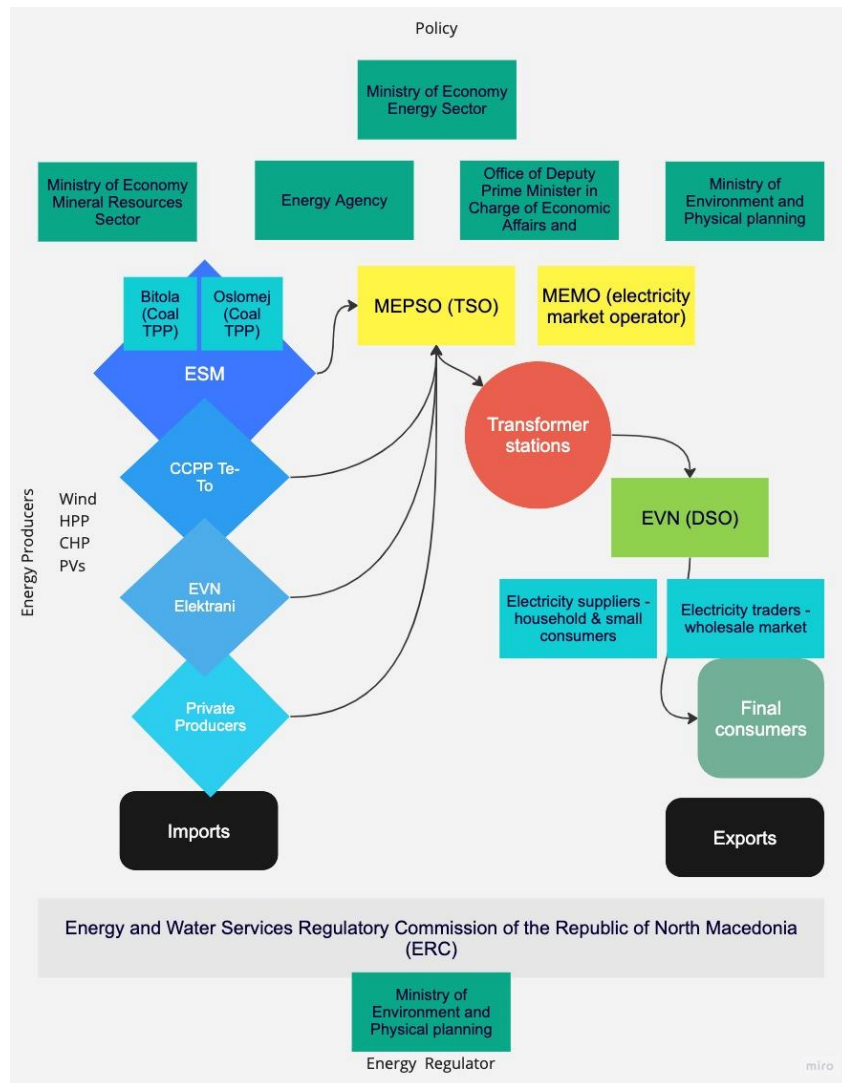 Policy
Ministry of Economy
Energy Sector
Ministry of Economy
Mineral Resources
Sector
Energy Agency
Office of Deputy
Prime Minister in
Charge of Economic
Affairs and
Ministry of
Environment and
Physical planning
Bitola
(Coal
TPP)
Oslomej
(Coal
TPP)
ESM
MEPSO (TSO)
MEMO (electricity
market operator)
Transformer
stations
CCPP Te-
To
EVN (DSO)
Energy Producers
Wind
HPP
CHP
PVs
EVN
Elektrani
Electricity suppliers -
household & small
consumers
Electricity traders -
wholesale market
Private
Producers
Final
consumers
Imports
Exports
Energy and Water Services Regulatory Commission of the Republic of North Macedonia
(ERC)
Ministry of
Environment and
Physical planning
Energy Regulator
miro